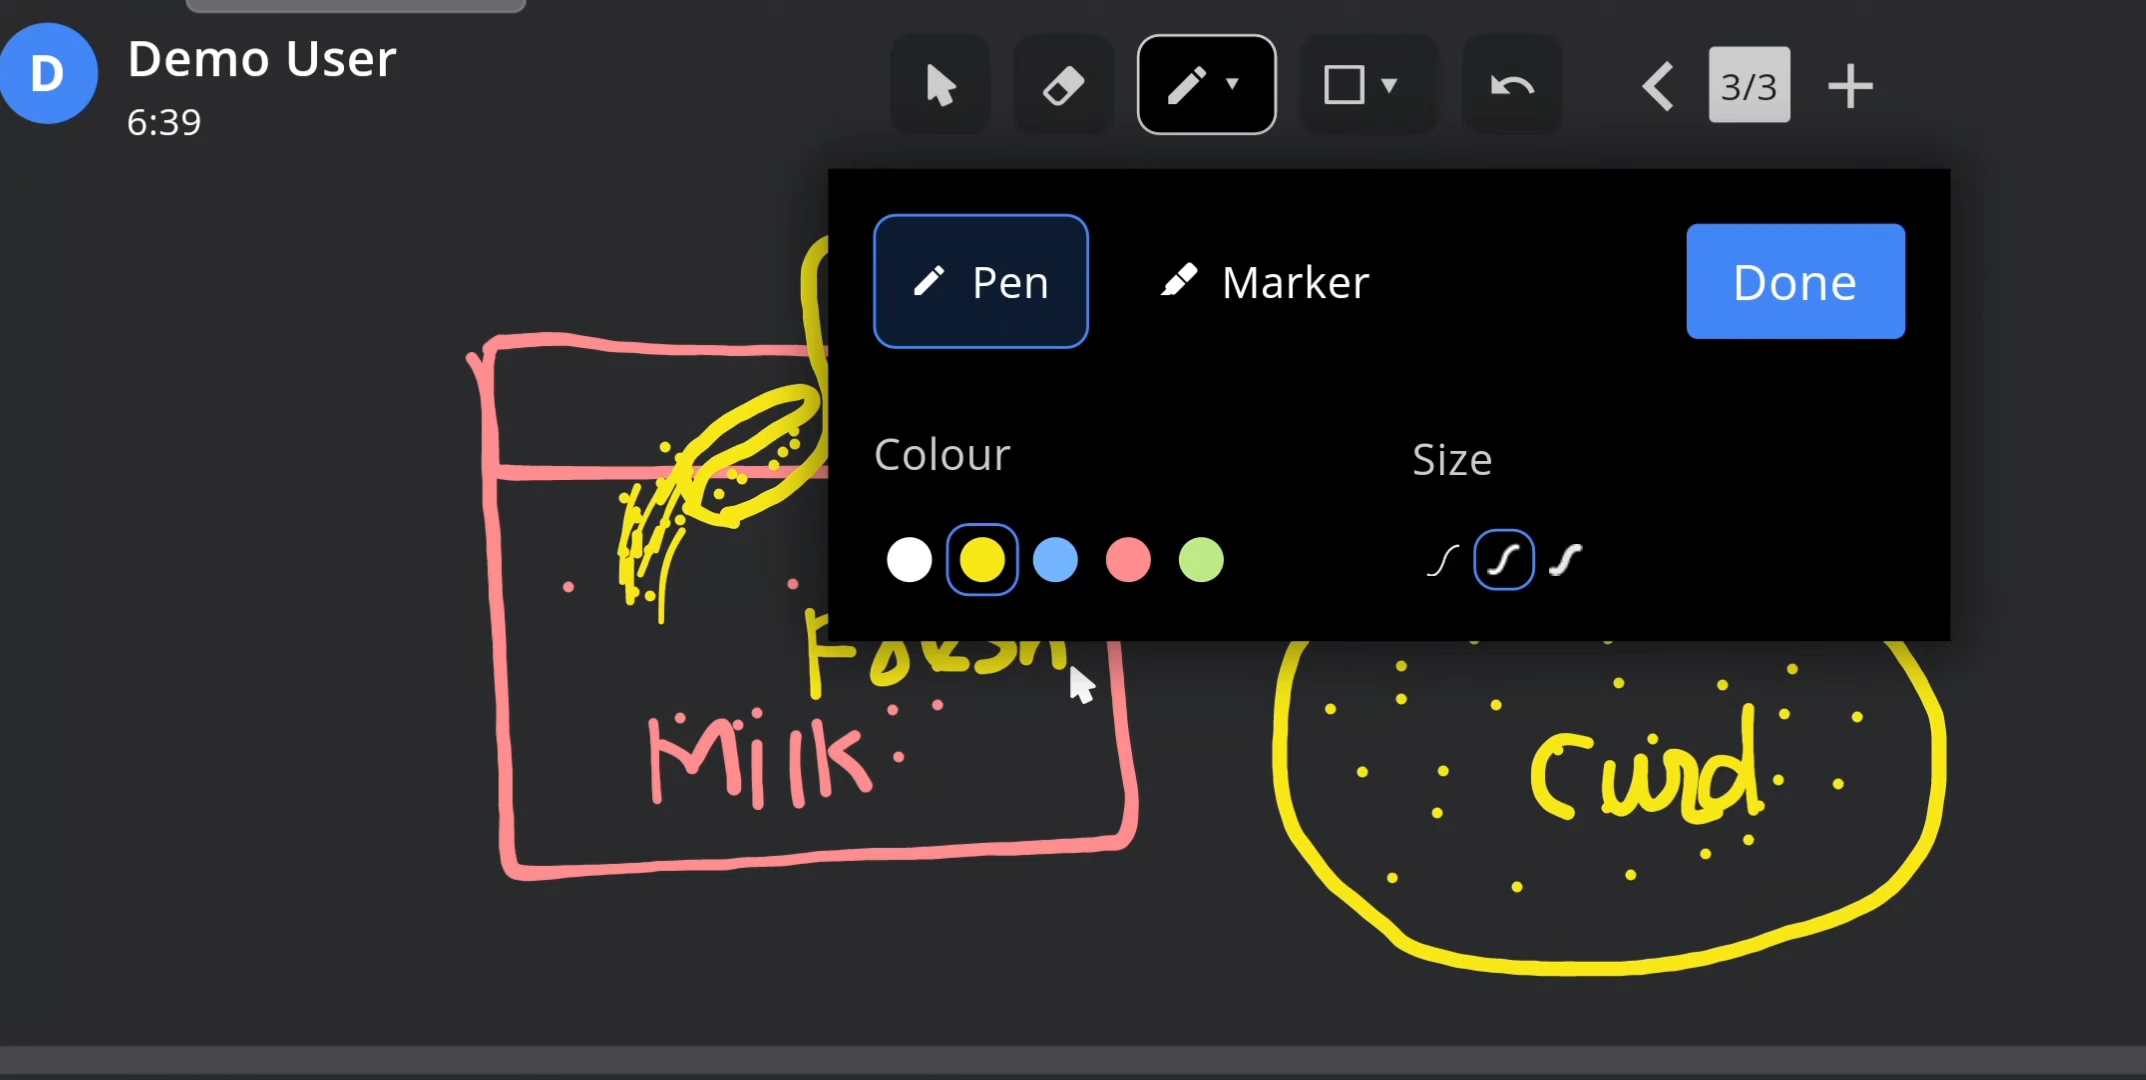 D
Demo User
6:39
3/3
Pen
Marker
Done
Colour
Size
Milk
Curd